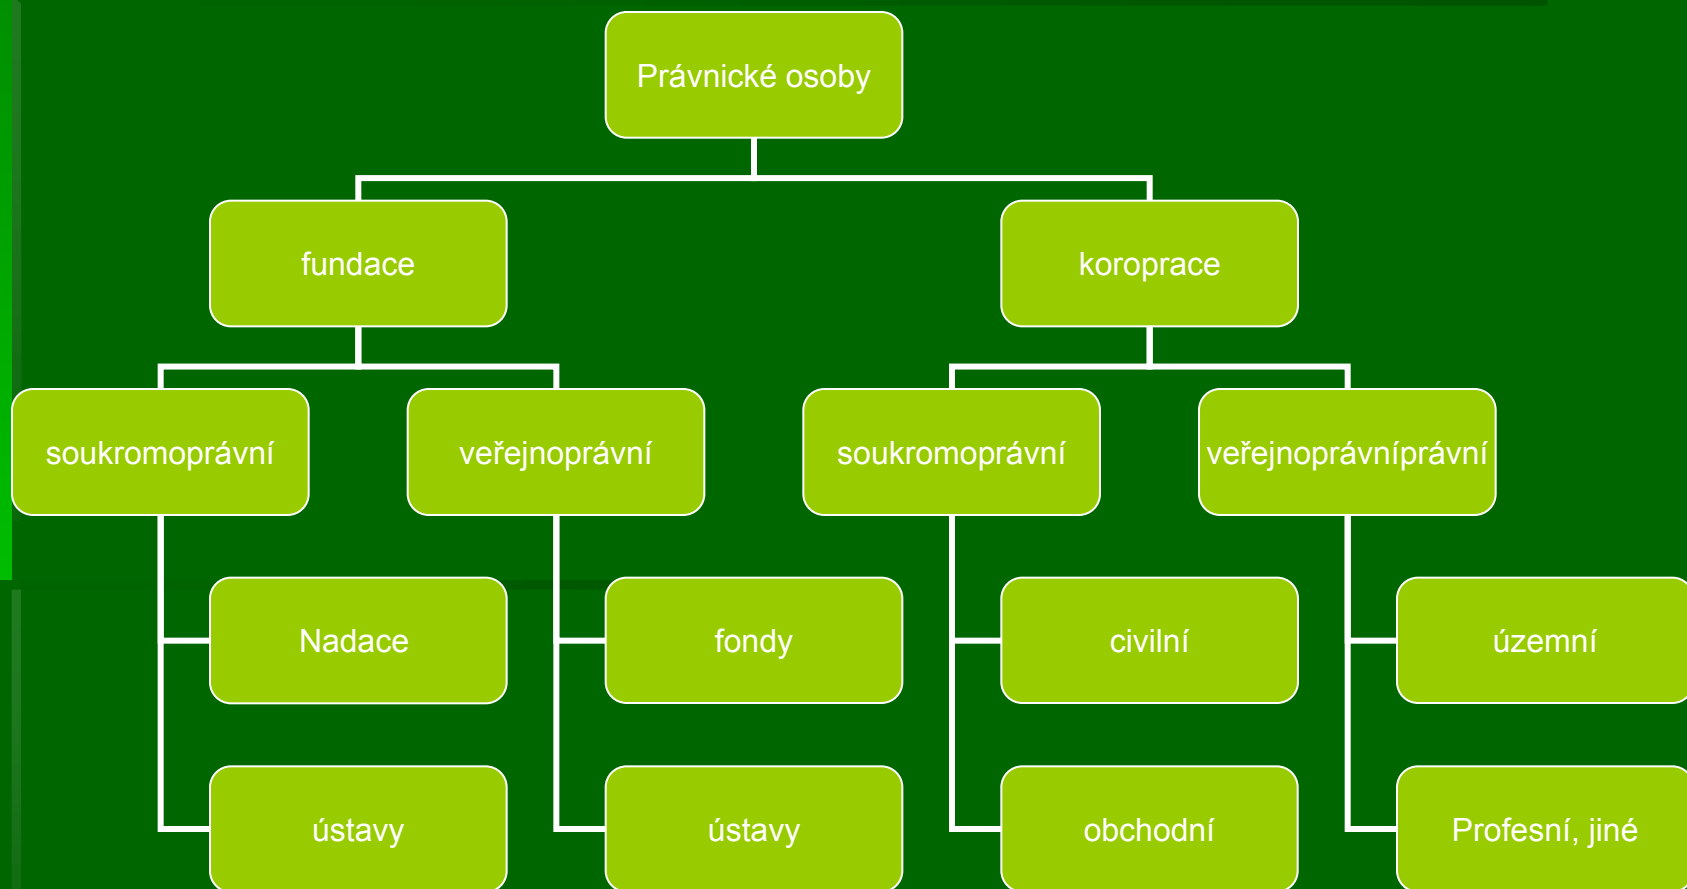 Právnické osoby
fundace
koroprace
soukromoprávní
veřejnoprávní
soukromoprávní
veřejnoprávníprávní
Nadace
fondy
civilní
územní
ústavy
ústavy
obchodní
Profesní, jiné